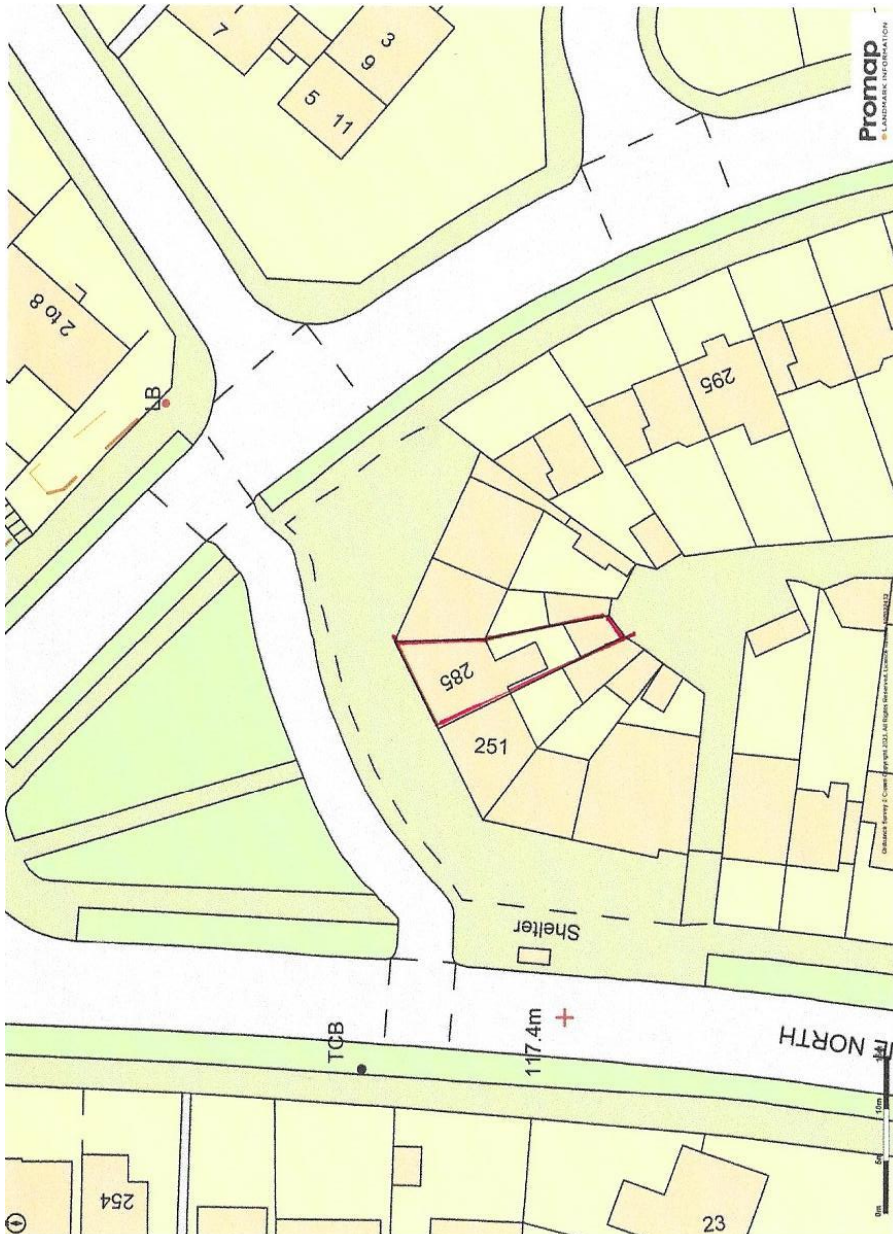 7
3
9
5
11
2 to 8
LB
Promap
LANDMARK INFORMATION
295
285
251
Shelter
TCB
117.4m
NORTH
254
23
0m
5m
10m